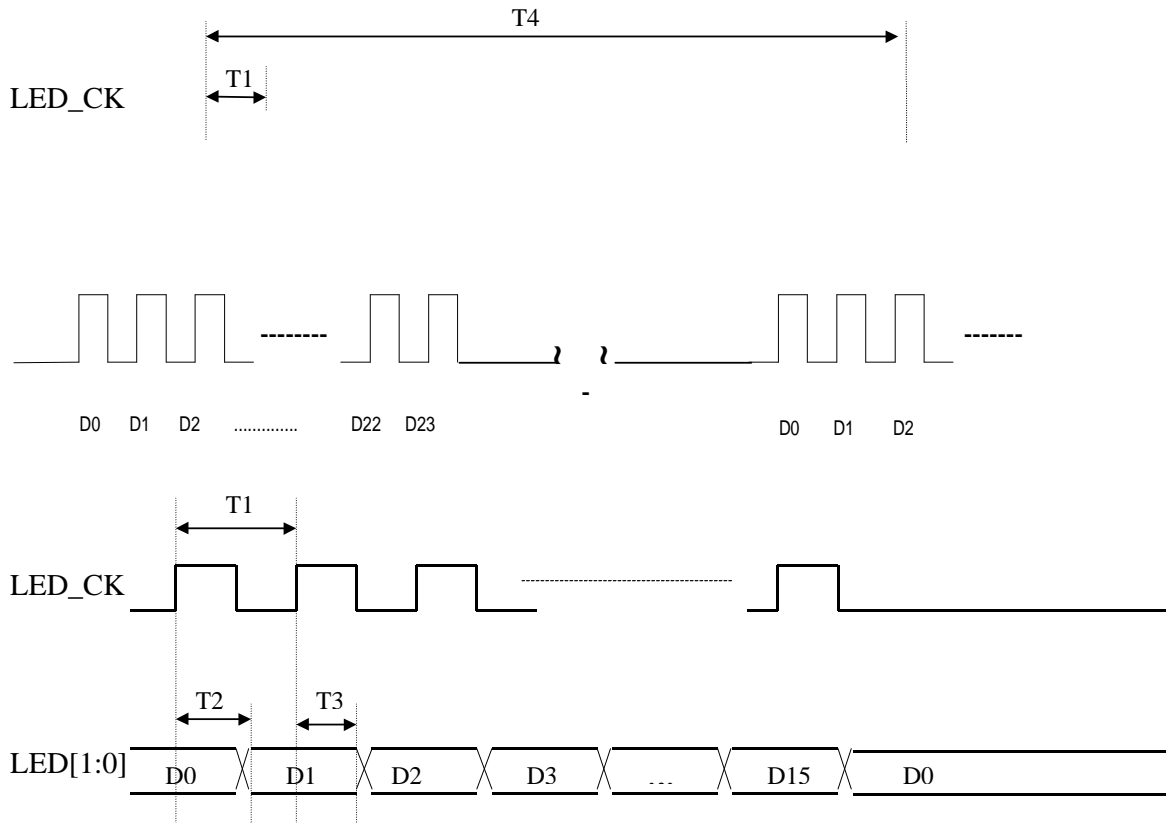 T4
T1
LED_CK
D0 D1 D2 .............. D22 D23 D0 D1 D2
T1
LED_CK
T2 T3
LED[1:0] D0 D1 D2 D3 ... D15 D0